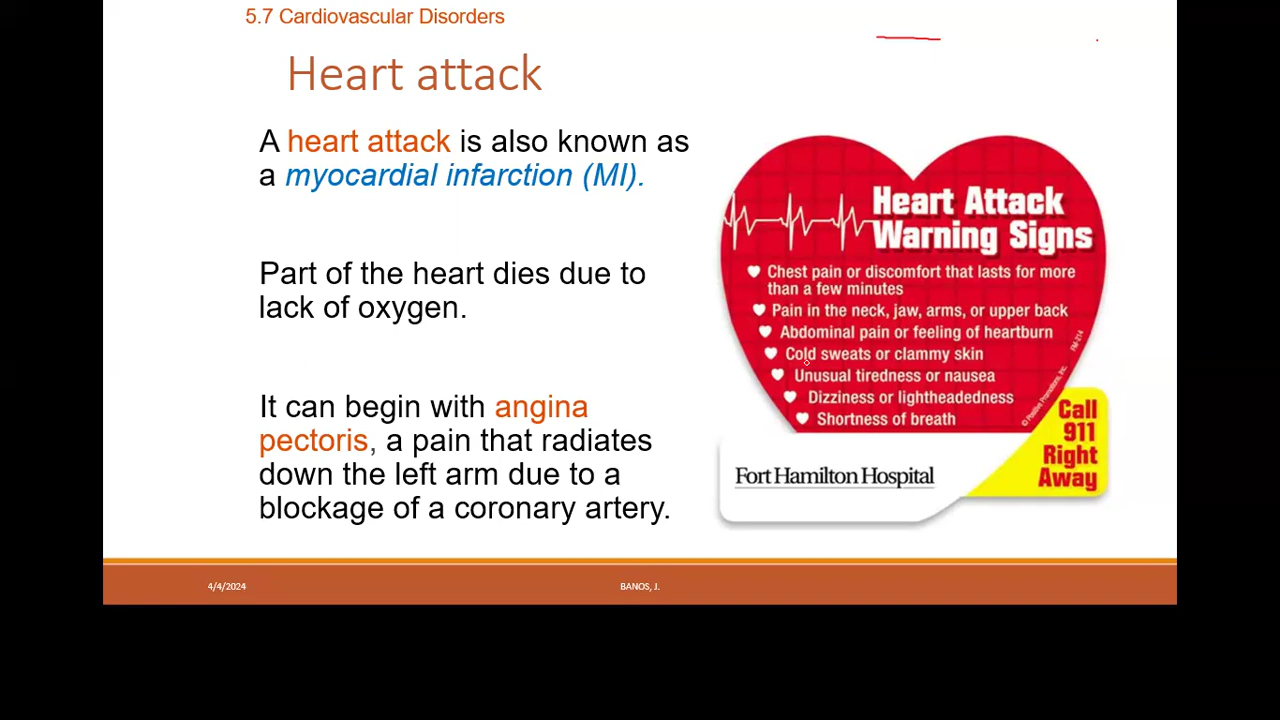 5.7 Cardiovascular Disorders
Heart attack
A heart attack is also known as
a myocardial infarction (MI).
Part of the heart dies due to
lack of oxygen.
It can begin with angina
pectoris, a pain that radiates
down the left arm due to a
blockage of a coronary artery.
Heart Attack
Warning Signs
Chest pain or discomfort that lasts for more
than a few minutes
Pain in the neck, jaw, arms, or upper back
Abdominal pain or feeling of heartburn
Cold sweats or clammy skin
Unusual tiredness or nausea
Dizziness or lightheadedness
Shortness of breath
© Positive Promotions, Inc.
FM-214
Call
911
Right
Away
Fort Hamilton Hospital
4/4/2024
BANOS, J.